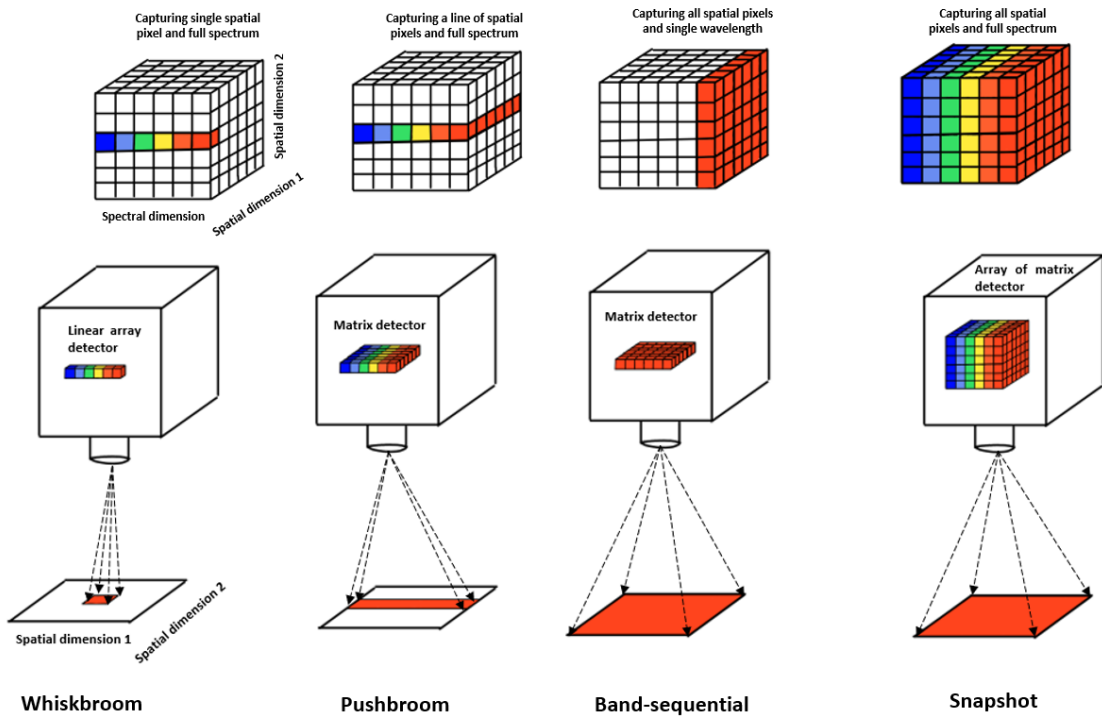 Capturing single spatial
pixel and full spectrum
Capturing a line of spatial
pixels and full spectrum
Capturing all spatial pixels
and single wavelength
Capturing all spatial
pixels and full spectrum
Spatial dimension 2
Spatial dimension 1
Spectral dimension
Linear array
detector
Matrix detector
Matrix detector
Array of matrix
detector
Spatial dimension 1
Spatial dimension 2
Whiskbroom
Pushbroom
Band-sequential
Snapshot